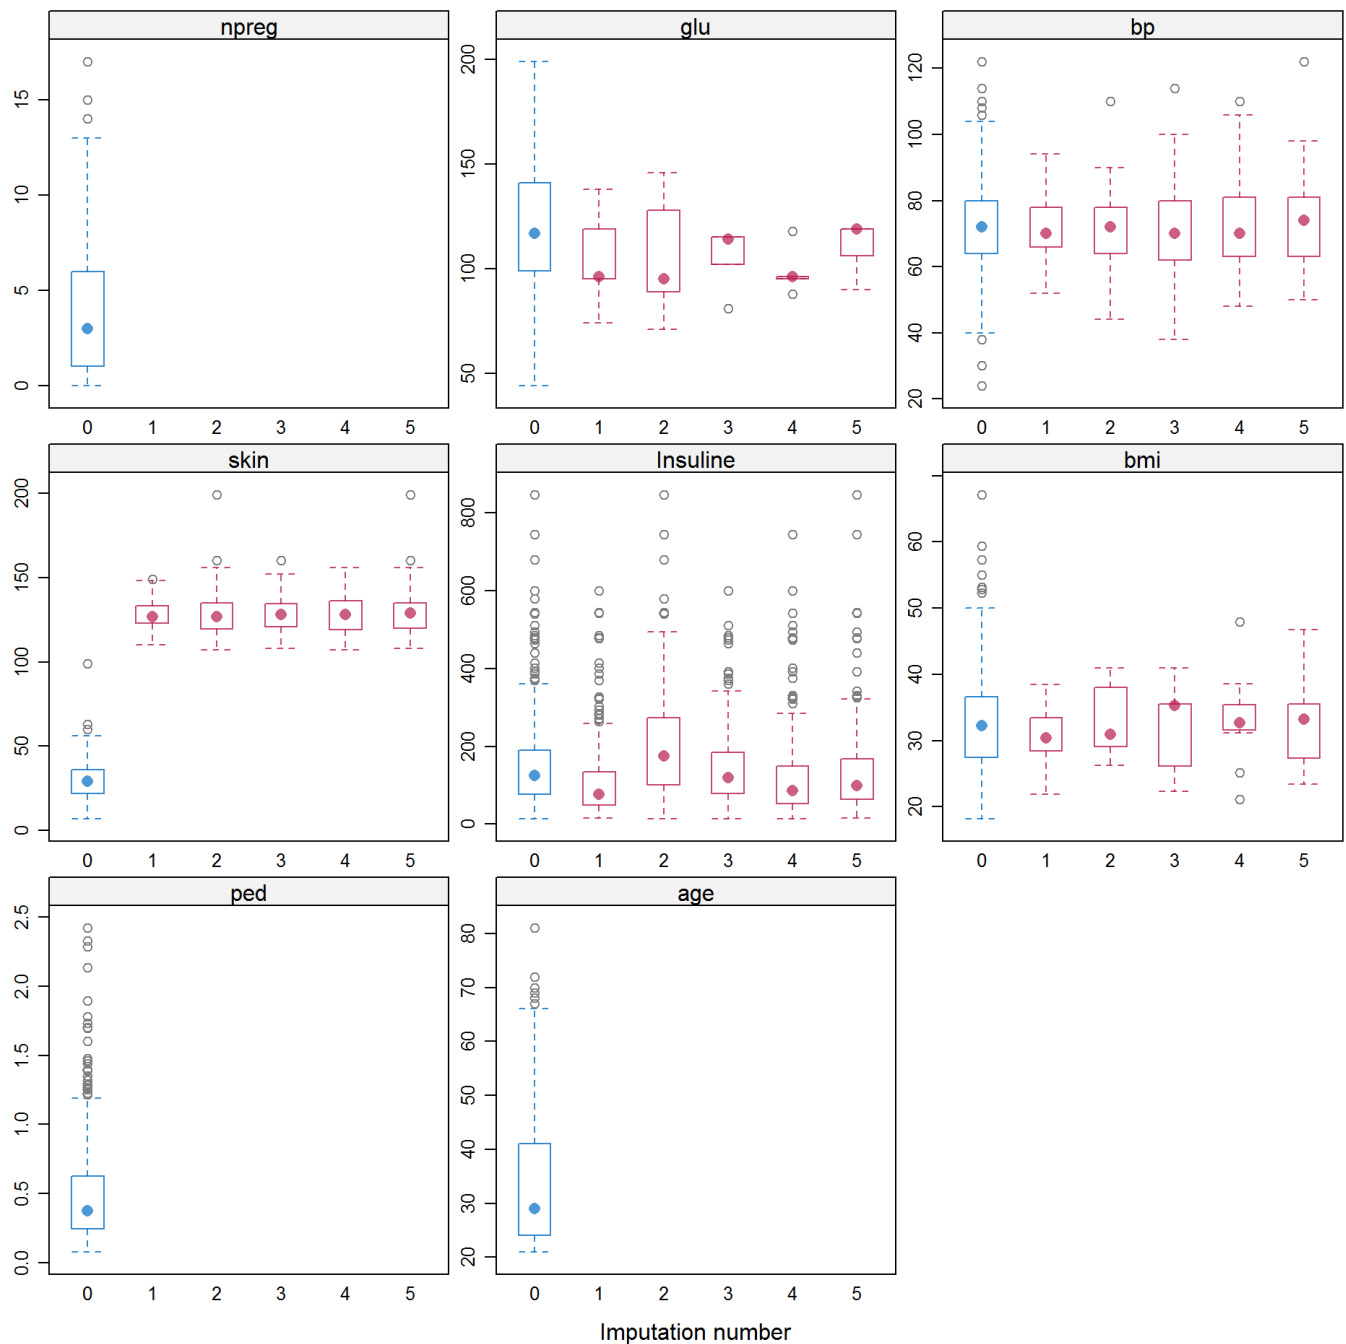 npreg
glu
bp
0 5 10 15
50 100 150 200
20 40 60 80 100 120
0 1 2 3 4 5
0 1 2 3 4 5
0 1 2 3 4 5
skin
Insuline
bmi
0 50 100 150 200
0 200 400 600 800
20 30 40 50 60
0 1 2 3 4 5
0 1 2 3 4 5
0 1 2 3 4 5
ped
age
0.0 0.5 1.0 1.5 2.0 2.5
20 30 40 50 60 70 80
0 1 2 3 4 5
0 1 2 3 4 5
Imputation number